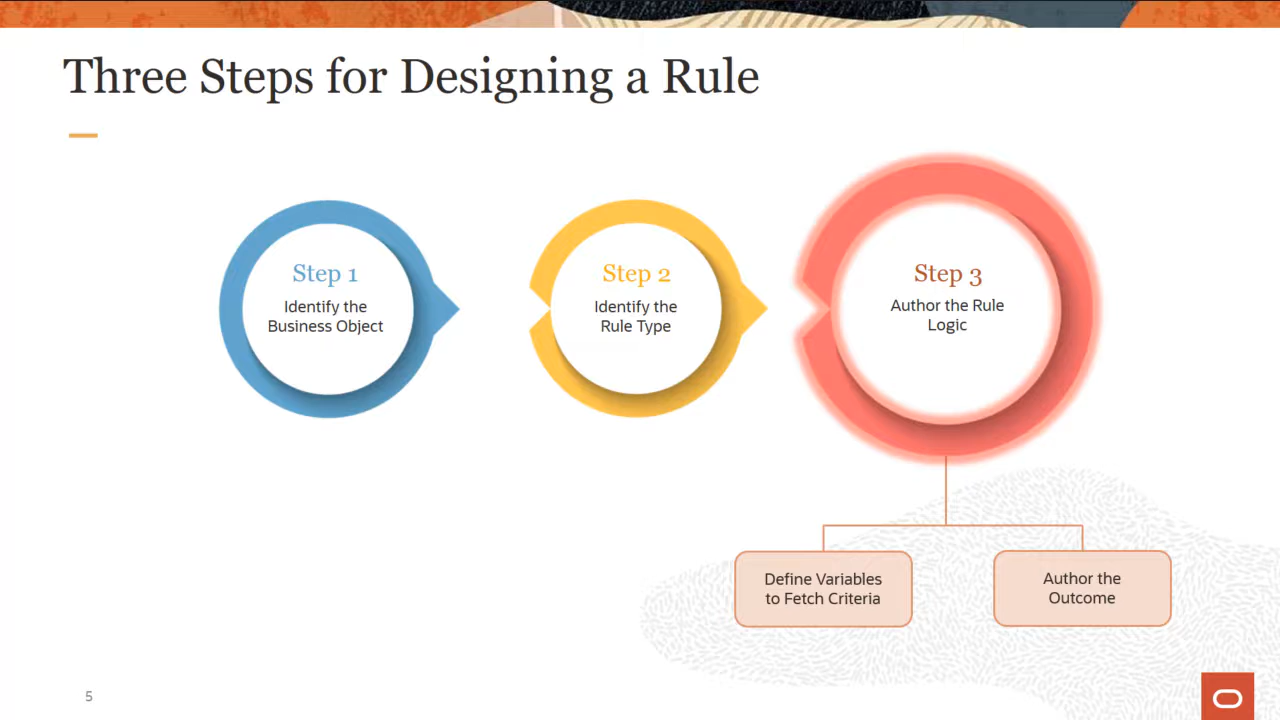 Three Steps for Designing a Rule
Step 1
Identify the
Business Object
Step 2
Identify the
Rule Type
Step 3
Author the Rule
Logic
Define Variables
to Fetch Criteria
Author the
Outcome
5